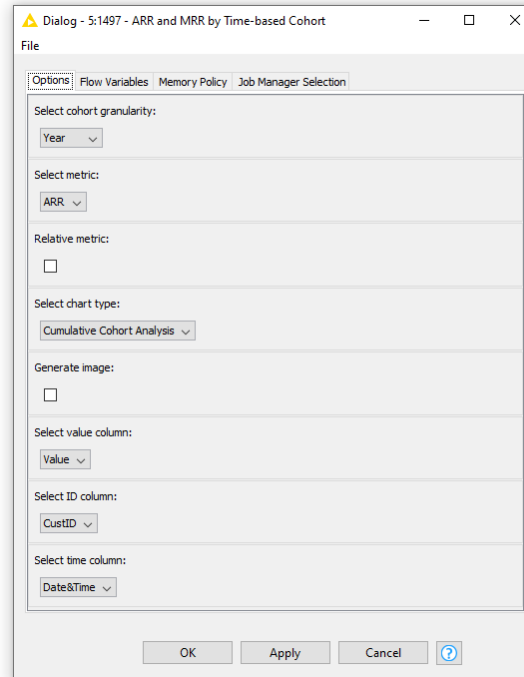 Dialog - 5:1497 - ARR and MRR by Time-based Cohort
File
Options Flow Variables Memory Policy Job Manager Selection
Select cohort granularity:
Year
Select metric:
ARR
Relative metric:
Select chart type:
Cumulative Cohort Analysis
Generate image:
Select value column:
Value
Select ID column:
CustID
Select time column:
Date&Time
OK Apply Cancel ?